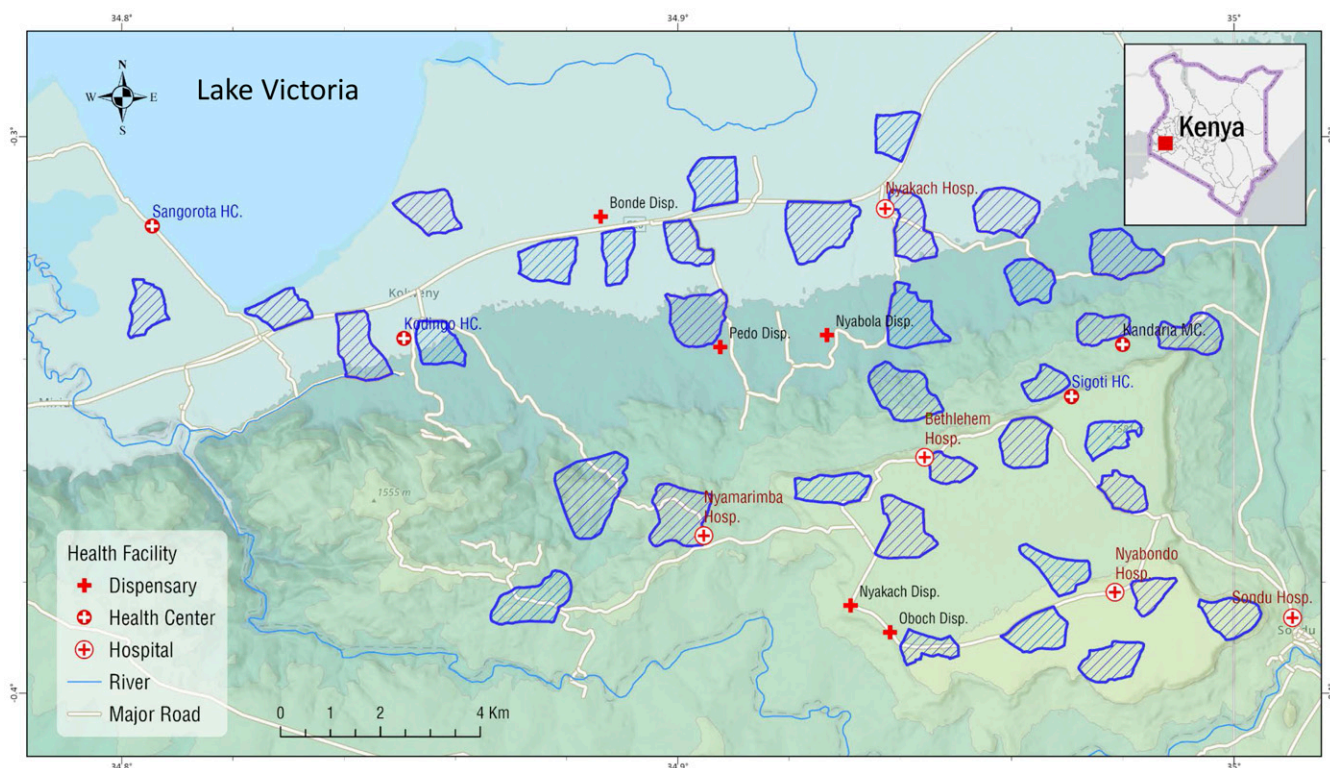 34.8°
34.9°
35°
N
W
E
S
Lake Victoria
Kenya
-0.3°
Nyakach Hosp.
Sangorota HC.
Bonde Disp.
Kodingo HC.
Pedo Disp.
Nyabola Disp.
Kandaria MC.
Sigoti HC.
Bethlehem
Hosp.
1555 m
Nyamarimba
Hosp.
Nyabondo
Hosp.
Nyakach Disp.
Sondu Hosp.
Oboch Disp.
Health Facility
Dispensary
Health Center
Hospital
River
Major Road
-0.4°
0 1 2 4 Km
34.8°
34.9°
35°